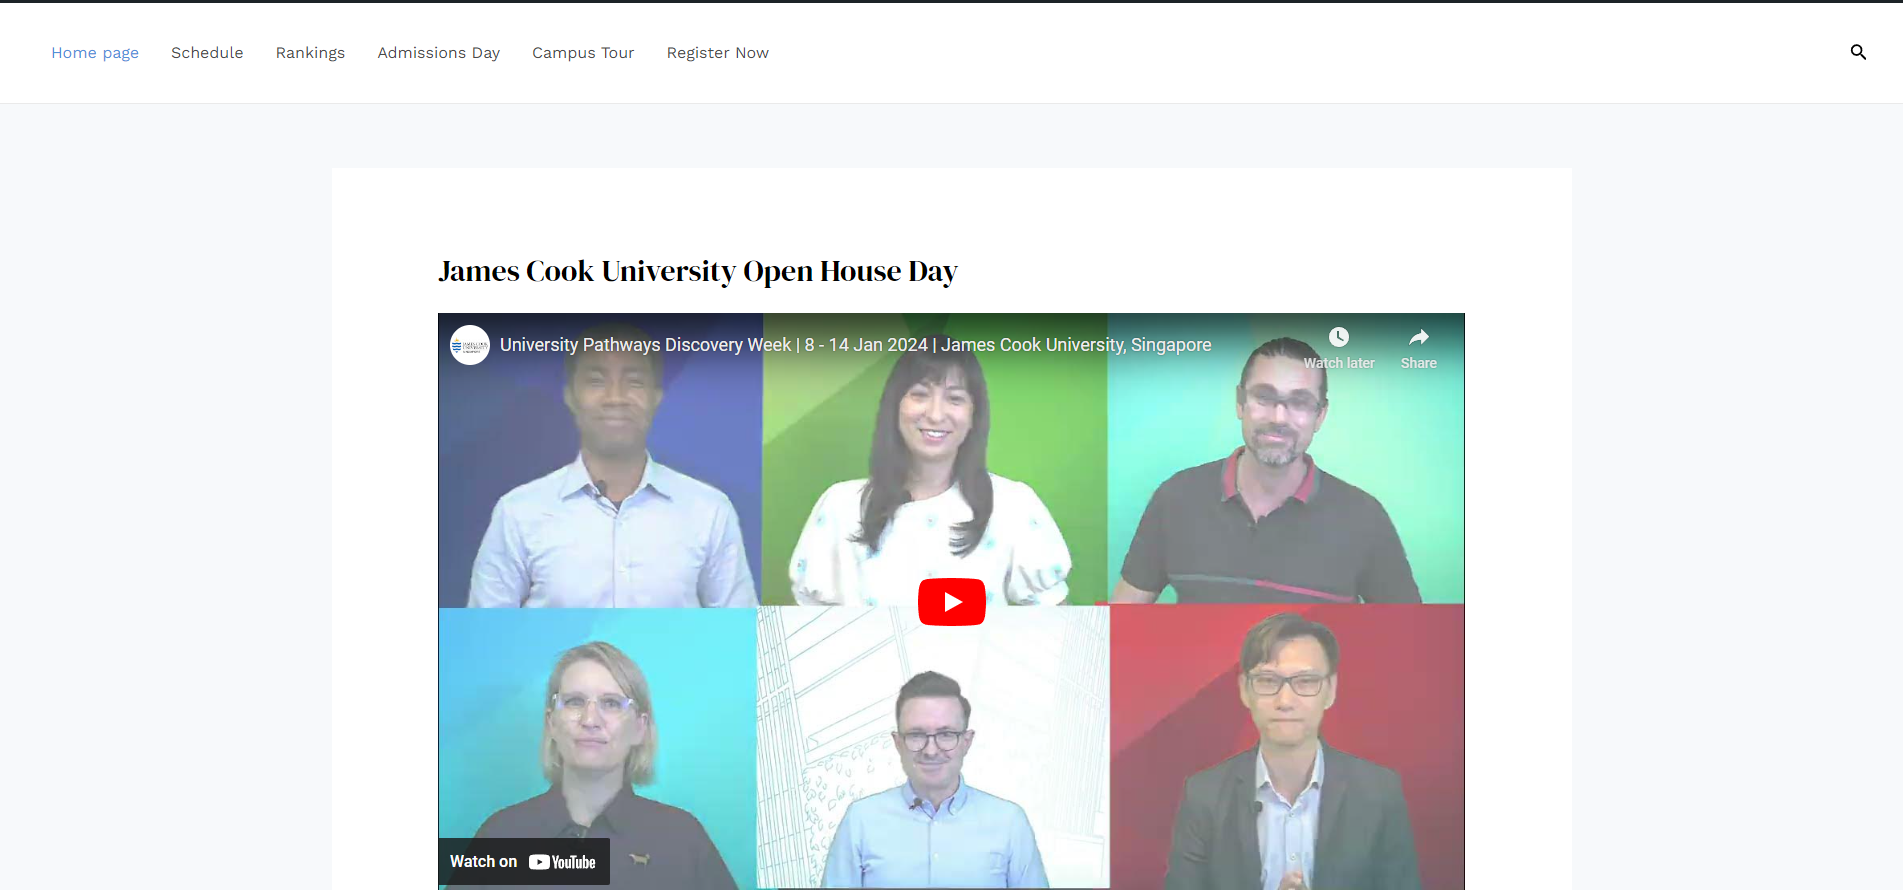 Home page Schedule Rankings Admissions Day Campus Tour Register Now
James Cook University Open House Day
University Pathways Discovery Week | 8 - 14 Jan 2024 | James Cook University, Singapore
Watch later Share
Watch on YouTube